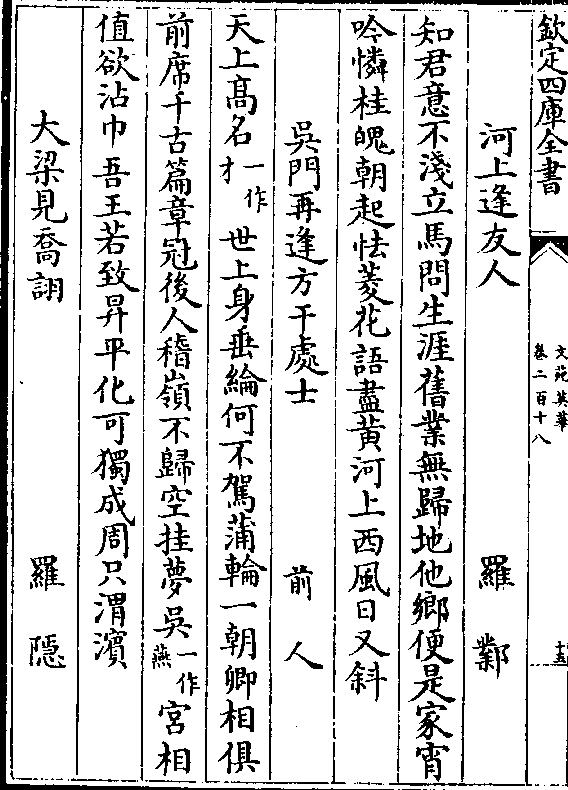 欽定四庫全書
文苑英華
卷二百十八
十五
河上逢友人 羅鄴
知君意不淺立馬問生涯舊業無歸地他鄉便是家宵
吟憐桂魄朝起怯菱花語盡黃河上西風日又斜
吳門再逢方干處士 前人
天上髙名一作才世上身垂綸何不駕蒲輪一朝卿相俱
前席千古篇章冠後人稽嶺不歸空挂夢吳一作燕宮相
值欲沾巾吾王若致昇平化可獨成周只渭濱
大梁見喬詡 羅隱